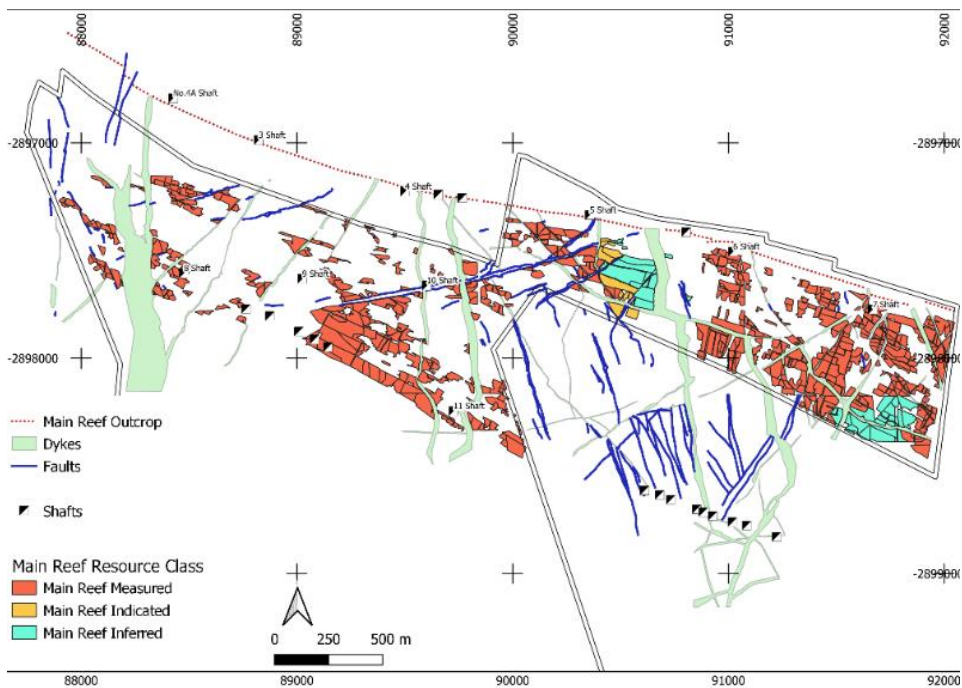 88000
89000
90000
91000
92000
No.4A Shaft
3 Shaft
-2897000
-2897000
4 Shaft
5 Shaft
6 Shaft
8 Shaft
9 Shaft
10 Shaft
7 Shaft
-2898000
-2898000
11 Shaft
Main Reef Outcrop
Dykes
Faults
Shafts
Main Reef Resource Class
Main Reef Measured
Main Reef Indicated
Main Reef Inferred
-2899000
0 250 500 m
88000
89000
90000
91000
92000